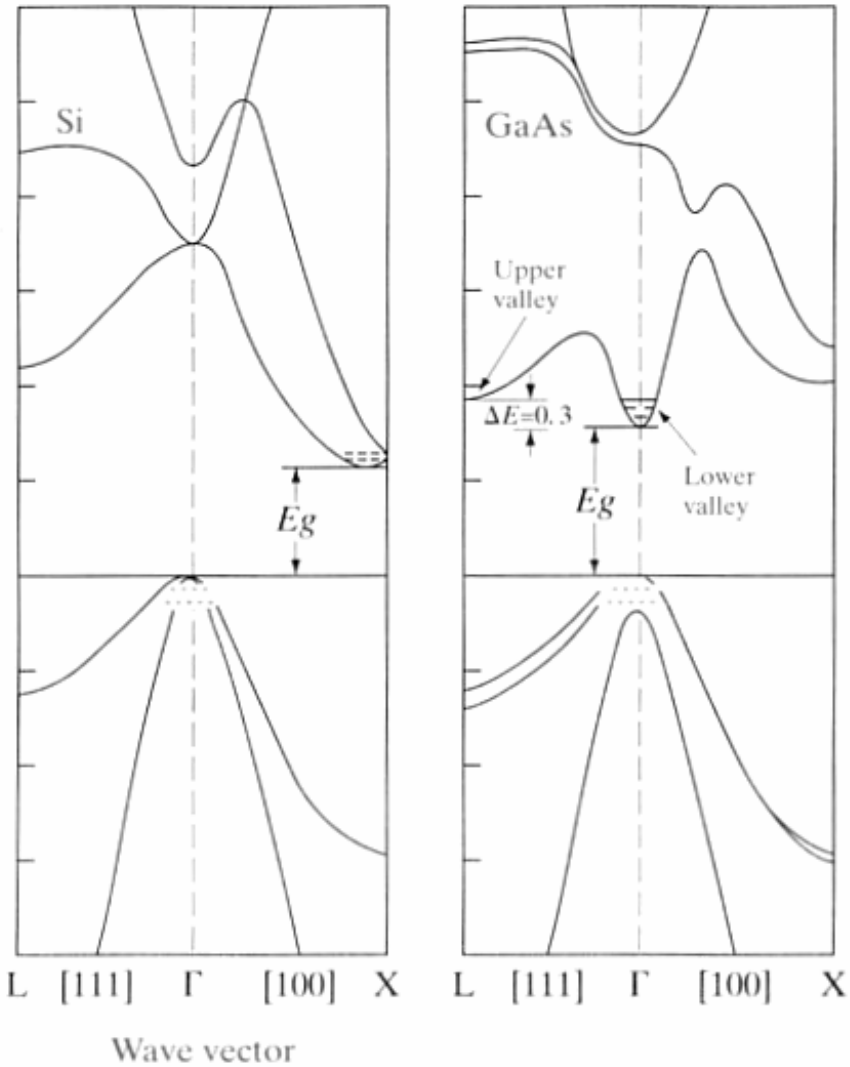 Si
Eg
L [111] Γ [100] X
Wave vector
GaAs
Upper
valley
ΔE=0.3
Lower
valley
Eg
L [111] Γ [100] X